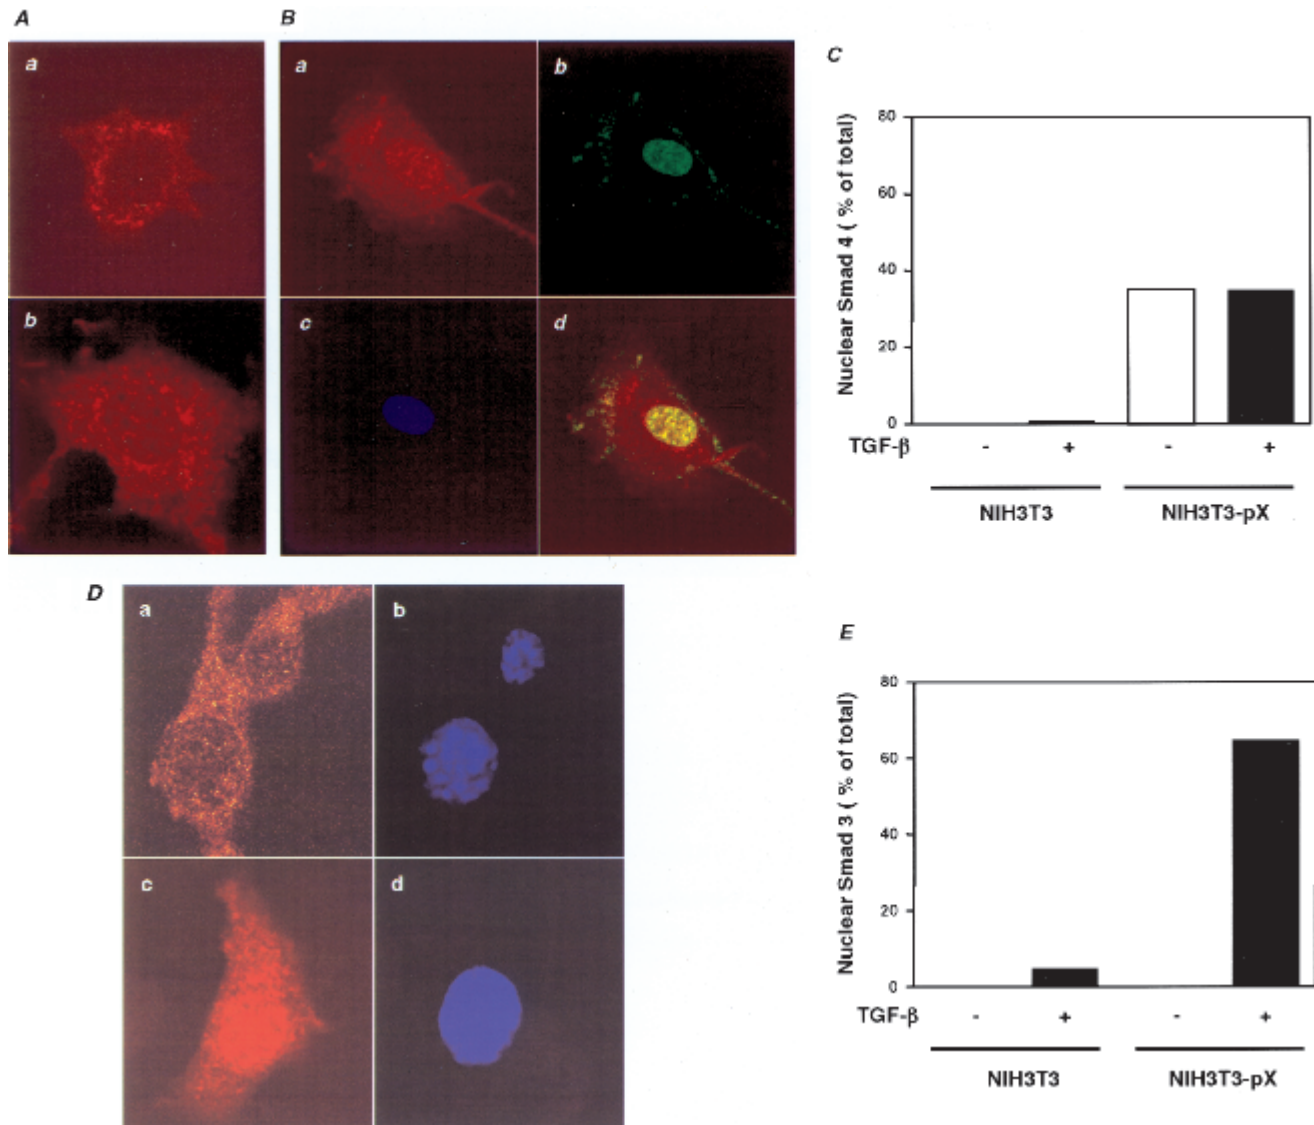 A
B
a
a
b
C
b
c
d
80
60
40
20
0
Nuclear Smad 4 ( % of total)
TGF-β - + - +
NIH3T3 NIH3T3-pX
D
a
b
c
d
E
80
60
40
20
0
Nuclear Smad 3 ( % of total)
TGF-β - + - +
NIH3T3 NIH3T3-pX